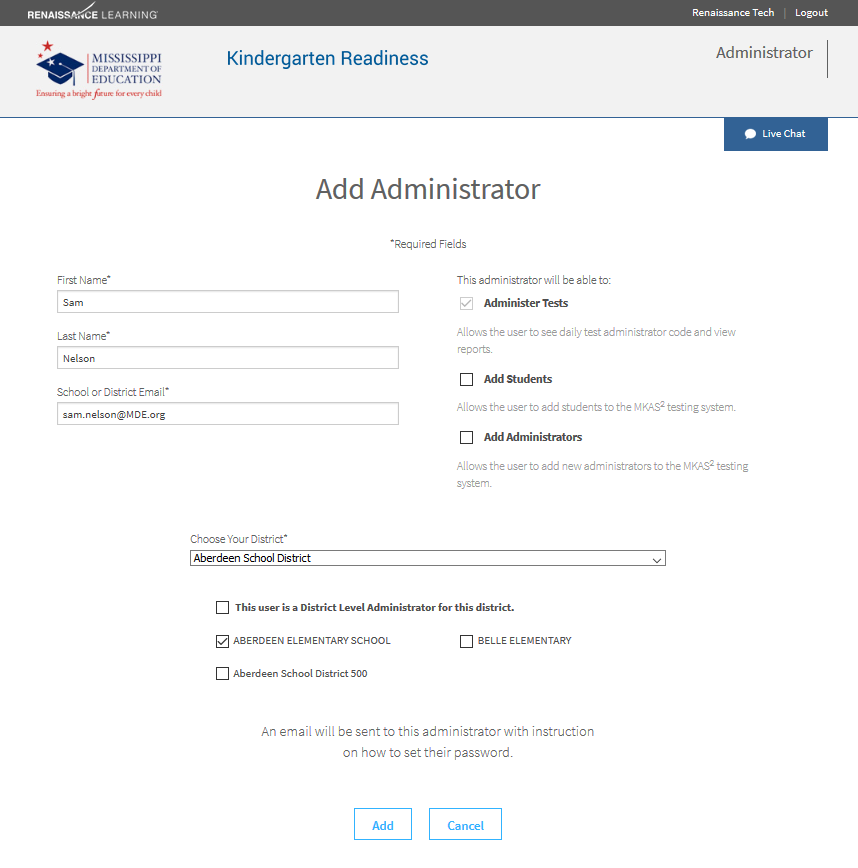 RENAISSANCE LEARNING
Renaissance Tech | Logout
MISSISSIPPI
DEPARTMENT OF
EDUCATION
Ensuring a bright future for every child
Kindergarten Readiness
Administrator
Live Chat
Add Administrator
*Required Fields
First Name*
Sam
Last Name*
Nelson
School or District Email*
sam.nelson@MDE.org
This administrator will be able to:
Administer Tests
Allows the user to see daily test administrator code and view
reports.
Add Students
Allows the user to add students to the MKAS² testing system.
Add Administrators
Allows the user to add new administrators to the MKAS² testing
system.
Choose Your District*
Aberdeen School District
This user is a District Level Administrator for this district.
ABERDEEN ELEMENTARY SCHOOL
BELLE ELEMENTARY
Aberdeen School District 500
An email will be sent to this administrator with instruction
on how to set their password.
Add
Cancel